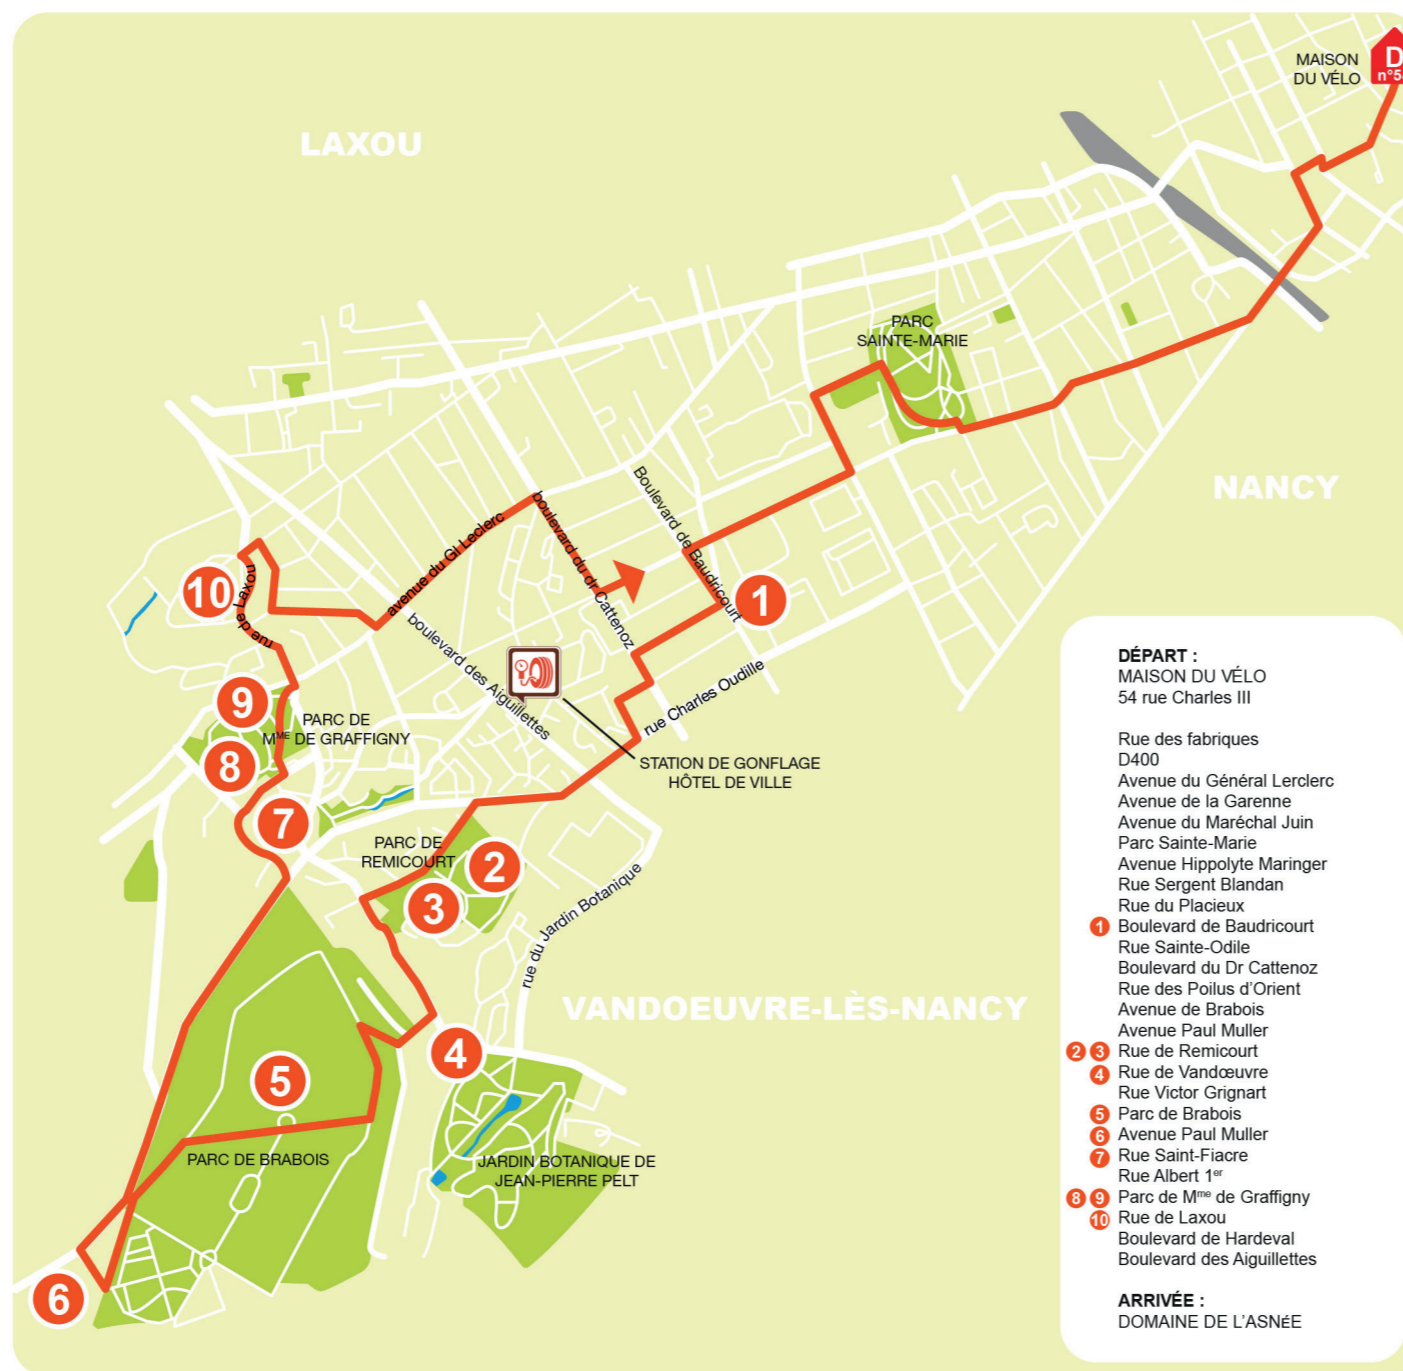 MAISON
DU VÉLO
D
LAXOU
PARC
SAINTE-MARIE
NANCY
Boulevard de Baudricourt
boulevard du dr Cattenoz
avenue du Gl Leclerc
boulevard des Aiguillettes
rue de Laxou
10
1
rue Charles Oudille
STATION DE GONFLAGE
HÔTEL DE VILLE
9
PARC DE
MME DE GRAFFIGNY
8
7
PARC DE
REMICOURT
2
3
rue du Jardin Botanique
VANDOEUVRE-LÈS-NANCY
4
5
PARC DE BRABOIS
JARDIN BOTANIQUE DE
JEAN-PIERRE PELT
6
DÉPART :
MAISON DU VÉLO
54 rue Charles III
Rue des fabriques
D400
Avenue du Général Lerclerc
Avenue de la Garenne
Avenue du Maréchal Juin
Parc Sainte-Marie
Avenue Hippolyte Maringer
Rue Sergent Blandan
Rue du Placieux
1 Boulevard de Baudricourt
Rue Sainte-Odile
Boulevard du Dr Cattenoz
Rue des Poilus d'Orient
Avenue de Brabois
Avenue Paul Muller
2 3 Rue de Remicourt
4 Rue de Vandœuvre
Rue Victor Grignart
5 Parc de Brabois
6 Avenue Paul Muller
7 Rue Saint-Fiacre
Rue Albert 1er
8 9 Parc de Mme de Graffigny
10 Rue de Laxou
Boulevard de Hardeval
Boulevard des Aiguillettes
ARRIVÉE :
DOMAINE DE L'ASNéE